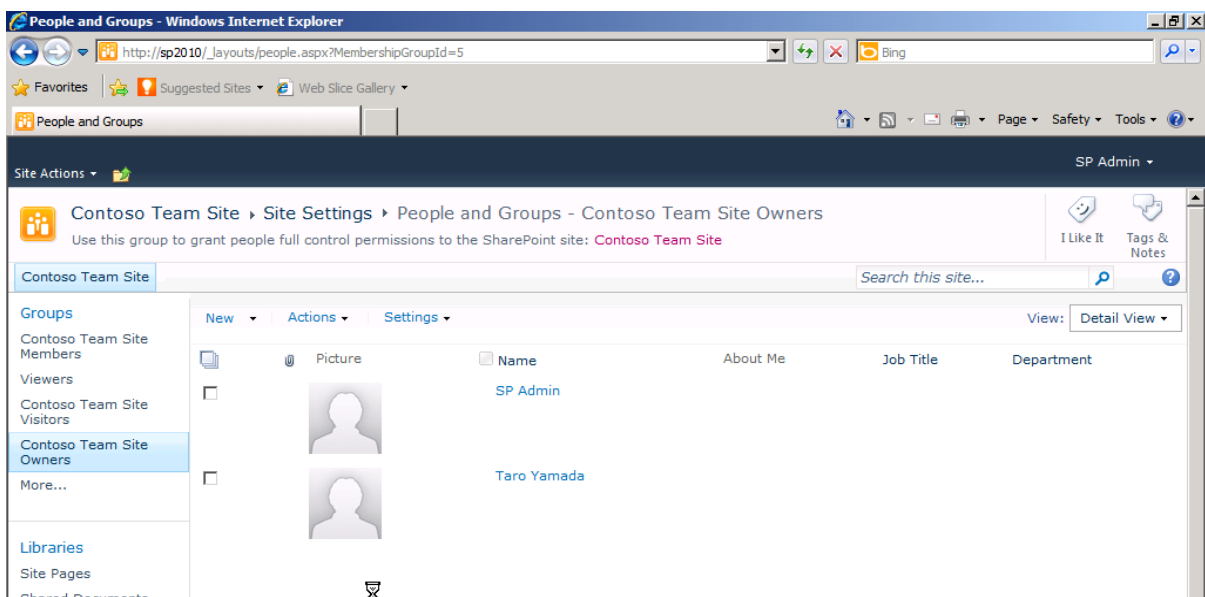 People and Groups - Windows Internet Explorer
http://sp2010/_layouts/people.aspx?MembershipGroupId=5
Bing
Favorites
Suggested Sites
Web Slice Gallery
People and Groups
Page
Safety
Tools
SP Admin
Site Actions
Contoso Team Site
Site Settings
People and Groups - Contoso Team Site Owners
Use this group to grant people full control permissions to the SharePoint site: Contoso Team Site
I Like It
Tags &
Notes
Contoso Team Site
Search this site...
Groups
Contoso Team Site
Members
Viewers
Contoso Team Site
Visitors
Contoso Team Site
Owners
More...
Libraries
Site Pages
Shared Documents
New
Actions
Settings
View:
Detail View
Picture
Name
About Me
Job Title
Department
SP Admin
Taro Yamada